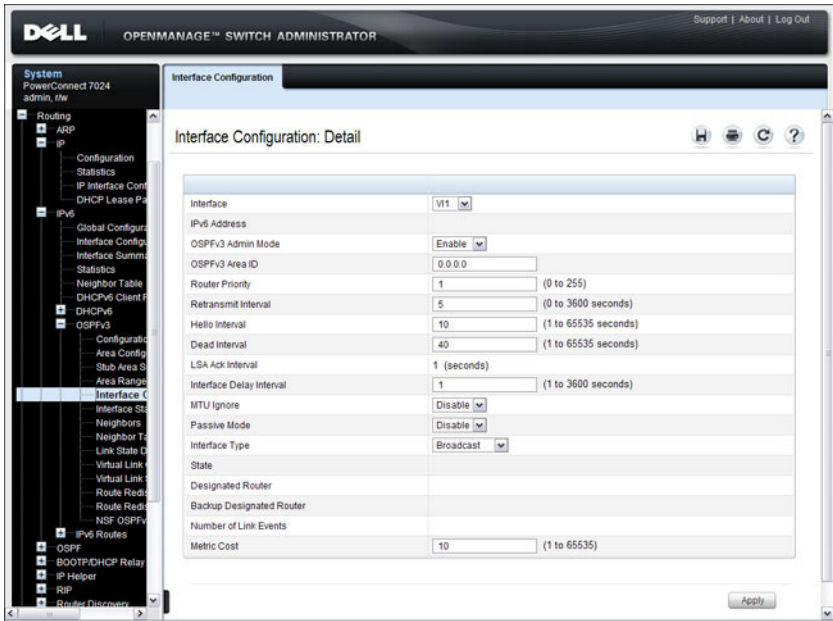 Support | About | Log Out
DELL OPENMANAGE™ SWITCH ADMINISTRATOR
System
PowerConnect 7024
admin, r/w
Routing
ARP
IP
Configuration
Statistics
IP Interface Conf
DHCP Lease Pa
IPv6
Global Configura
Interface Configu
Interface Summa
Statistics
Neighbor Table
DHCPv6 Client P
DHCPv6
OSPFv3
Configuratio
Area Config
Stub Area S
Area Range
Interface C
Interface Sta
Neighbors
Neighbor Ta
Link State D
Virtual Link
Virtual Link
Route Redis
Route Redis
NSF OSPFv
IPv6 Routes
OSPF
BOOTP/DHCP Relay
IP Helper
RIP
Router Discovery
Interface Configuration
Interface Configuration: Detail
Interface VI1
IPv6 Address
OSPFv3 Admin Mode Enable
OSPFv3 Area ID 0.0.0.0
Router Priority 1 (0 to 255)
Retransmit Interval 5 (0 to 3600 seconds)
Hello Interval 10 (1 to 65535 seconds)
Dead Interval 40 (1 to 65535 seconds)
LSA Ack Interval 1 (seconds)
Interface Delay Interval 1 (1 to 3600 seconds)
MTU Ignore Disable
Passive Mode Disable
Interface Type Broadcast
State
Designated Router
Backup Designated Router
Number of Link Events
Metric Cost 10 (1 to 65535)
Apply